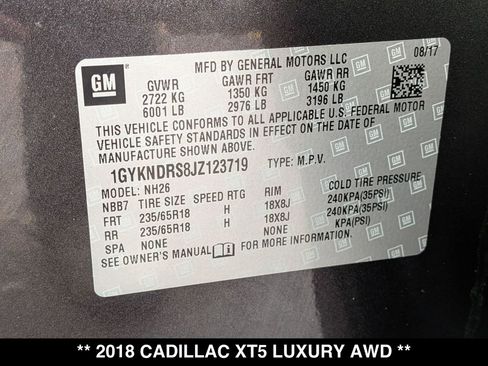 GM
MFD BY GENERAL MOTORS LLC
08/17
GVWR GAWR FRT GAWR RR
2722 KG 1350 KG 1450 KG
6001 LB 2976 LB 3196 LB
THIS VEHICLE CONFORMS TO ALL APPLICABLE U.S. FEDERAL MOTOR
VEHICLE SAFETY STANDARDS IN EFFECT ON THE DATE OF
MANUFACTURE SHOWN ABOVE.
1GYKNDRS8JZ123719 TYPE: M.P.V.
MODEL: NH26
NBB7 TIRE SIZE SPEED RTG RIM COLD TIRE PRESSURE
FRT 235/65R18 H 18X8J 240KPA(35PSI)
RR 235/65R18 H 18X8J 240KPA(35PSI)
SPA NONE NONE KPA(PSI)
SEE OWNER'S MANUAL FOR MORE INFORMATION.
** 2018 CADILLAC XT5 LUXURY AWD **